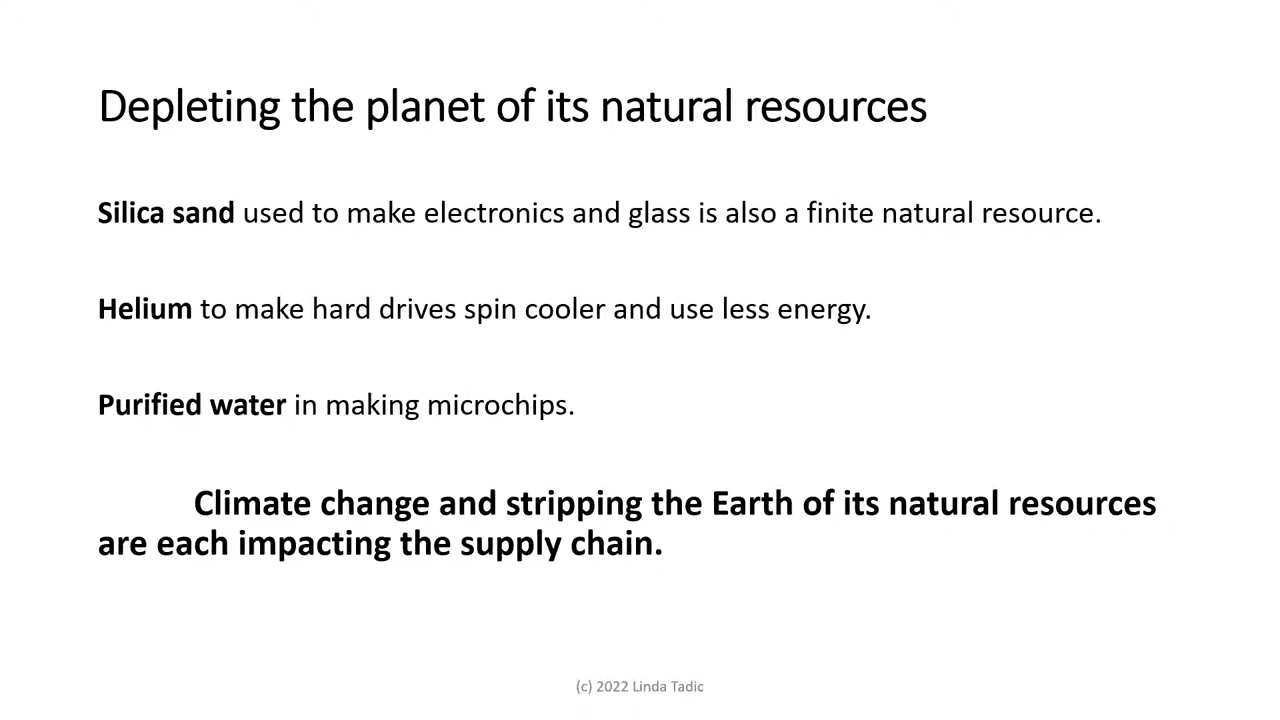 Depleting the planet of its natural resources
Silica sand used to make electronics and glass is also a finite natural resource.
Helium to make hard drives spin cooler and use less energy.
Purified water in making microchips.
Climate change and stripping the Earth of its natural resources
are each impacting the supply chain.
(c) 2022 Linda Tadic